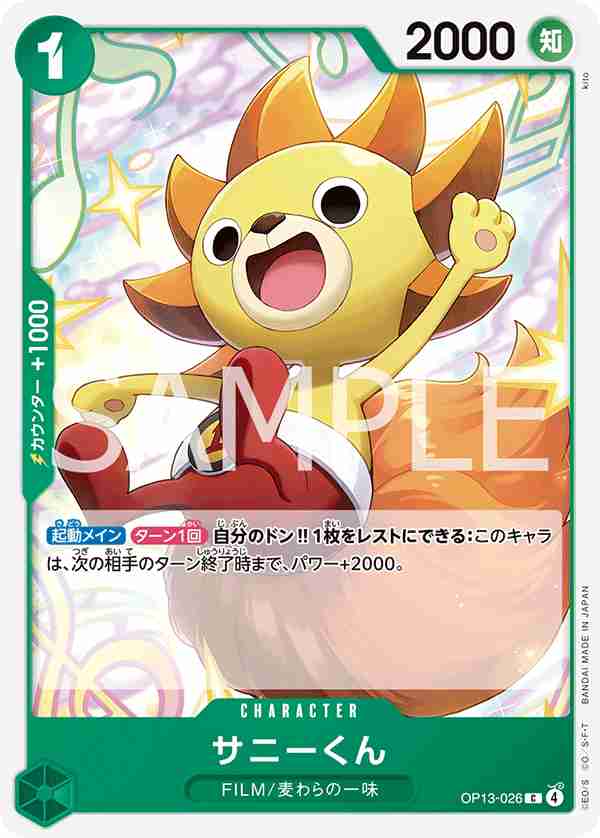 1
2000 知
kito
カウンター +1000
SAMPLE
起動メイン ターン1回 自分のドン!!1枚をレストにできる:このキャラ
は、次の相手のターン終了時まで、パワー+2000。
CHARACTER
サニーくん
FILM/麦わらの一味
OP13-026 C 4
©E.O/S ©O/S・F・T BANDAI MADE IN JAPAN